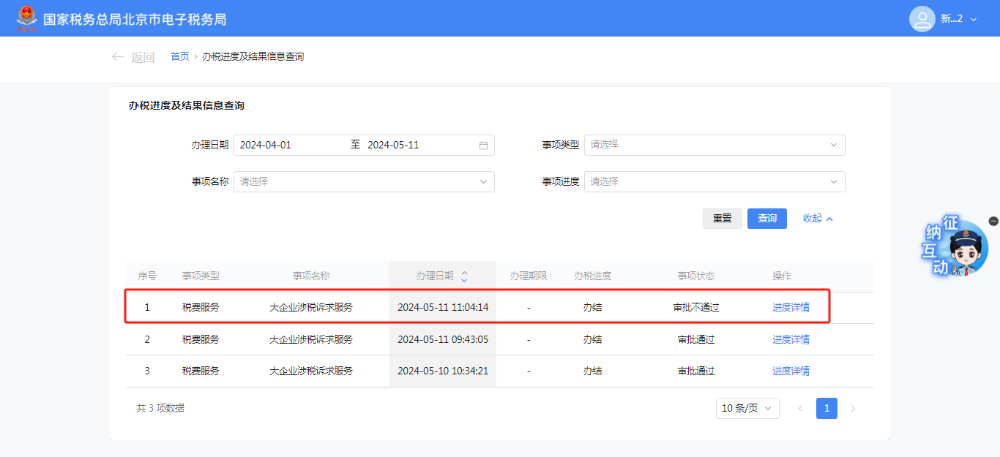 国家税务总局北京市电子税务局
新...2
返回 首页 › 办税进度及结果信息查询
办税进度及结果信息查询
办理日期 2024-04-01 至 2024-05-11 事项类型 请选择
事项名称 请选择 事项进度 请选择
重置 查询 收起
征纳互动
序号 事项类型 事项名称 办理日期 办理期限 办税进度 事项状态 操作
1 税费服务 大企业涉税诉求服务 2024-05-11 11:04:14 - 办结 审批不通过 进度详情
2 税费服务 大企业涉税诉求服务 2024-05-11 09:43:05 - 办结 审批通过 进度详情
3 税费服务 大企业涉税诉求服务 2024-05-10 10:34:21 - 办结 审批通过 进度详情
共 3 项数据 10 条/页 1